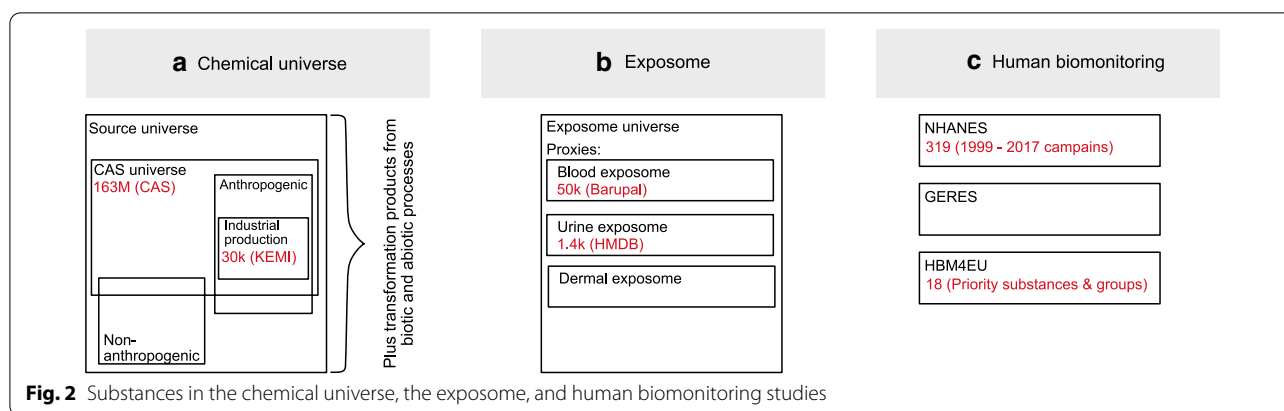 a Chemical universe
Source universe
CAS universe
163M (CAS)
Anthropogenic
Industrial
production
30k (KEMI)
Non-
anthropogenic
Plus transformation products from
biotic and abiotic processes
b Exposome
Exposome universe
Proxies:
Blood exposome
50k (Barupal)
Urine exposome
1.4k (HMDB)
Dermal exposome
c Human biomonitoring
NHANES
319 (1999 - 2017 campains)
GERES
HBM4EU
18 (Priority substances & groups)
Fig. 2 Substances in the chemical universe, the exposome, and human biomonitoring studies